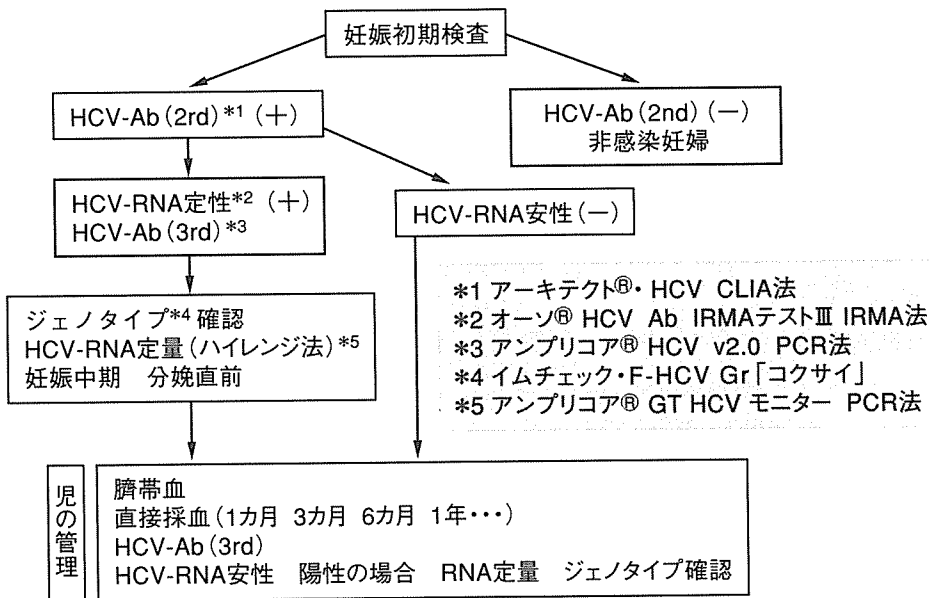 妊娠初期検査
HCV-Ab(2rd)*1 (+)
HCV-Ab(2nd)(-)
非感染妊婦
HCV-RNA定性*2 (+)
HCV-Ab(3rd)*3
HCV-RNA安性(-)
ジェノタイプ*4 確認
HCV-RNA定量(ハイレンジ法)*5
妊娠中期 分娩直前
*1 アーキテクト®・HCV CLIA法
*2 オーソ® HCV Ab IRMAテストⅢ IRMA法
*3 アンプリコア® HCV v2.0 PCR法
*4 イムチェック・F-HCV Gr「コクサイ」
*5 アンプリコア® GT HCV モニター PCR法
児の管理
臍帯血
直接採血(1カ月 3カ月 6カ月 1年・・・)
HCV-Ab(3rd)
HCV-RNA安性 陽性の場合 RNA定量 ジェノタイプ確認